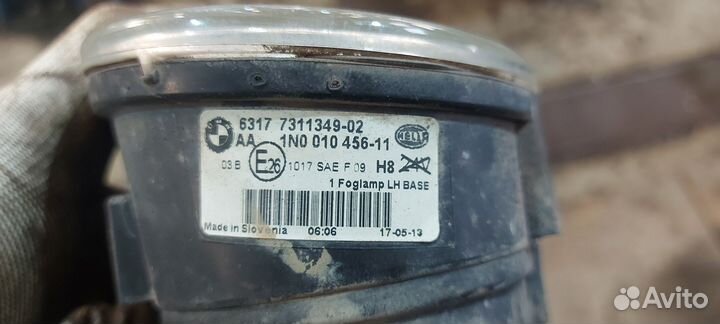 6317 7311349-02
AA 1N0 010 456-11
HELLA
03 B E26 1017 SAE F 09 H8
1 Foglamp LH BASE
Made in Slovenia 06:06 17-05-13
Avito